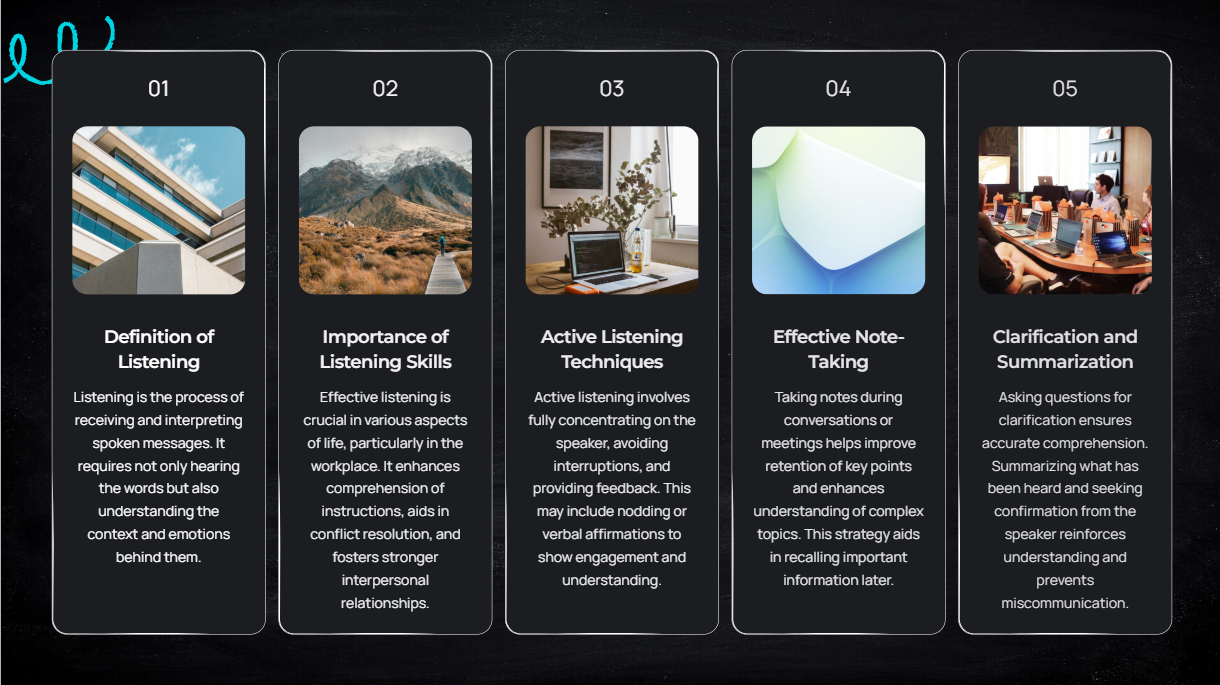 01
Definition of
Listening
Listening is the process of
receiving and interpreting
spoken messages. It
requires not only hearing
the words but also
understanding the
context and emotions
behind them.
02
Importance of
Listening Skills
Effective listening is
crucial in various aspects
of life, particularly in the
workplace. It enhances
comprehension of
instructions, aids in
conflict resolution, and
fosters stronger
interpersonal
relationships.
03
Active Listening
Techniques
Active listening involves
fully concentrating on the
speaker, avoiding
interruptions, and
providing feedback. This
may include nodding or
verbal affirmations to
show engagement and
understanding.
04
Effective Note-
Taking
Taking notes during
conversations or
meetings helps improve
retention of key points
and enhances
understanding of complex
topics. This strategy aids
in recalling important
information later.
05
Clarification and
Summarization
Asking questions for
clarification ensures
accurate comprehension.
Summarizing what has
been heard and seeking
confirmation from the
speaker reinforces
understanding and
prevents
miscommunication.